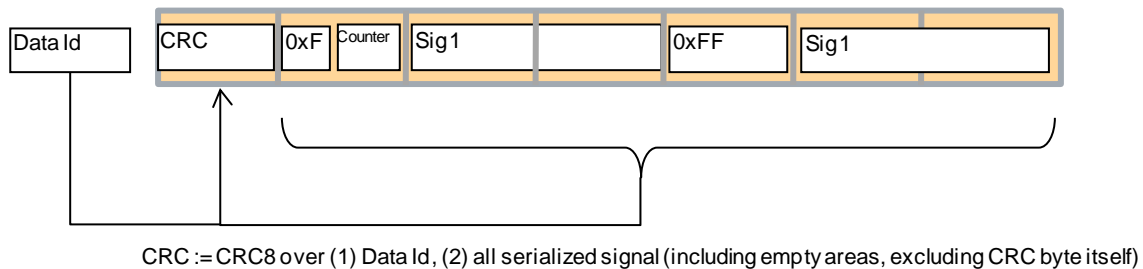 Data Id
CRC
0xF
Counter
Sig1
0xFF
Sig1
CRC := CRC8 over (1) Data Id, (2) all serialized signal (including empty areas, excluding CRC byte itself)